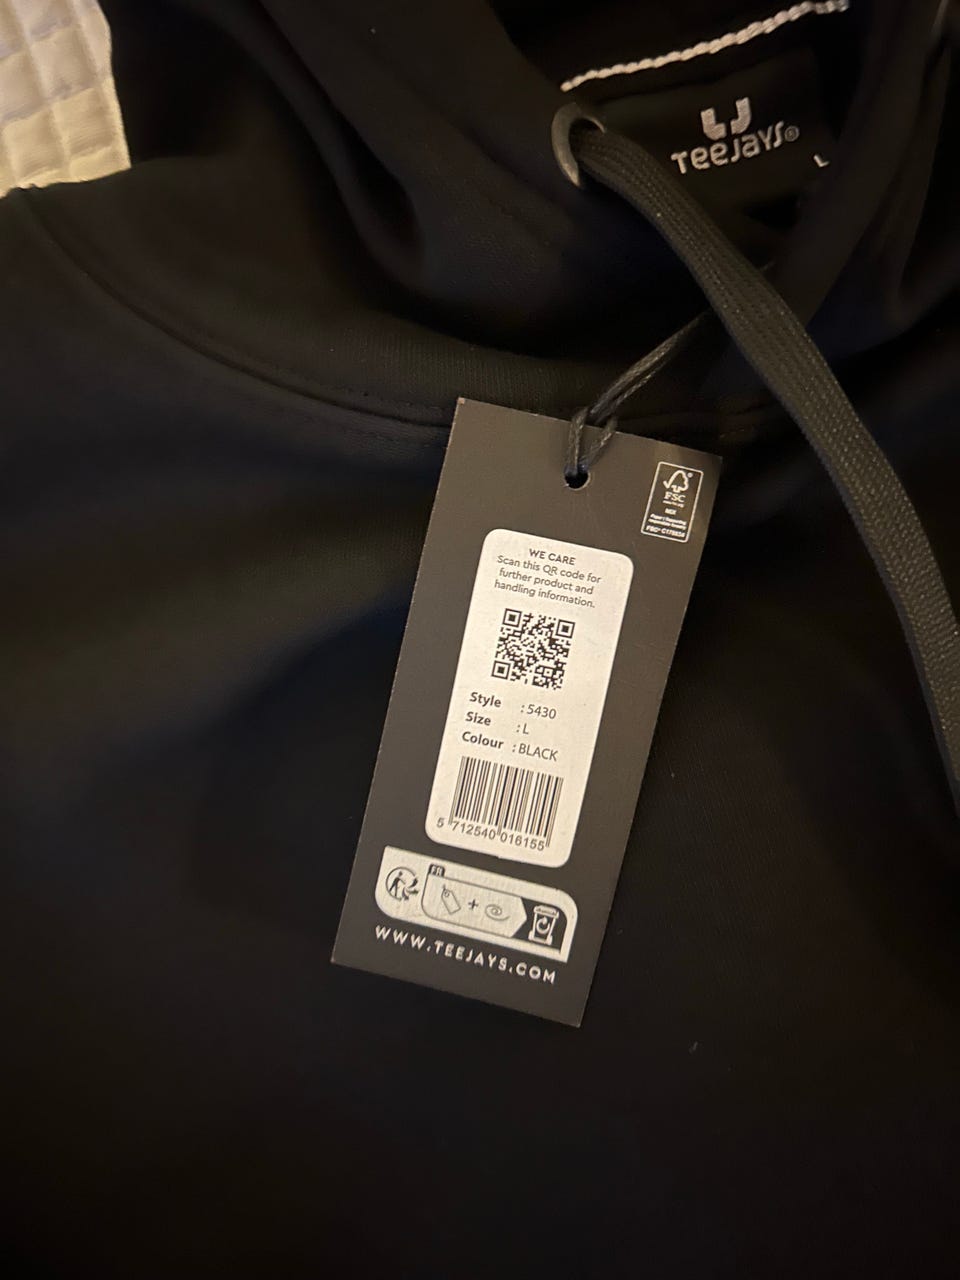 TEEJAYS®
L
FSC
MIX
WE CARE
Scan this QR code for
further product and
handling information.
Style : 5430
Size : L
Colour : BLACK
5 712540 016155
FR
+
WWW.TEEJAYS.COM